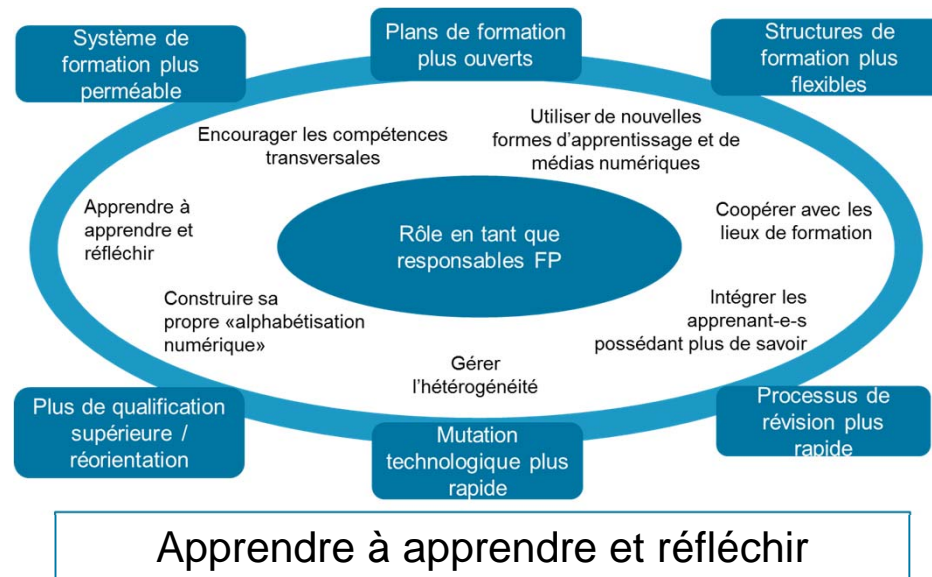 Système de
formation plus
perméable
Plans de formation
plus ouverts
Structures de
formation plus
flexibles
Encourager les compétences
transversales
Utiliser de nouvelles
formes d'apprentissage et de
médias numériques
Apprendre à
apprendre et
réfléchir
Rôle en tant que
responsables FP
Coopérer avec les
lieux de formation
Construire sa
propre «alphabétisation
numérique»
Gérer
l'hétérogénéité
Intégrer les
apprenant-e-s
possédant plus de savoir
Plus de qualification
supérieure /
réorientation
Mutation
technologique plus
rapide
Processus de
révision plus
rapide
Apprendre à apprendre et réfléchir